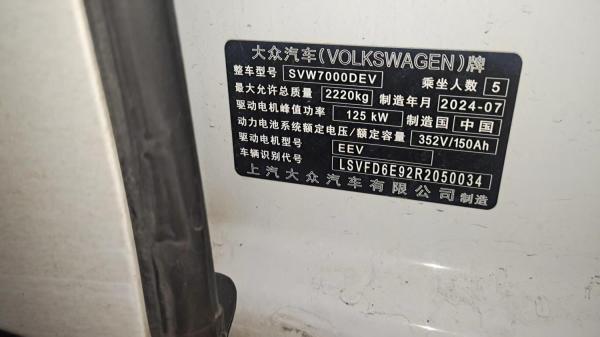 大众汽车(VOLKSWAGEN)牌
整车型号 SVW7000DEV 乘坐人数 5
最大允许总质量 2220kg 制造年月 2024-07
驱动电机峰值功率 125 kW 制造国 中国
动力电池系统额定电压/额定容量 352V/150Ah
驱动电机型号 EEV
车辆识别代号 LSVFD6E92R2050034
上汽大众汽车有限公司 制造